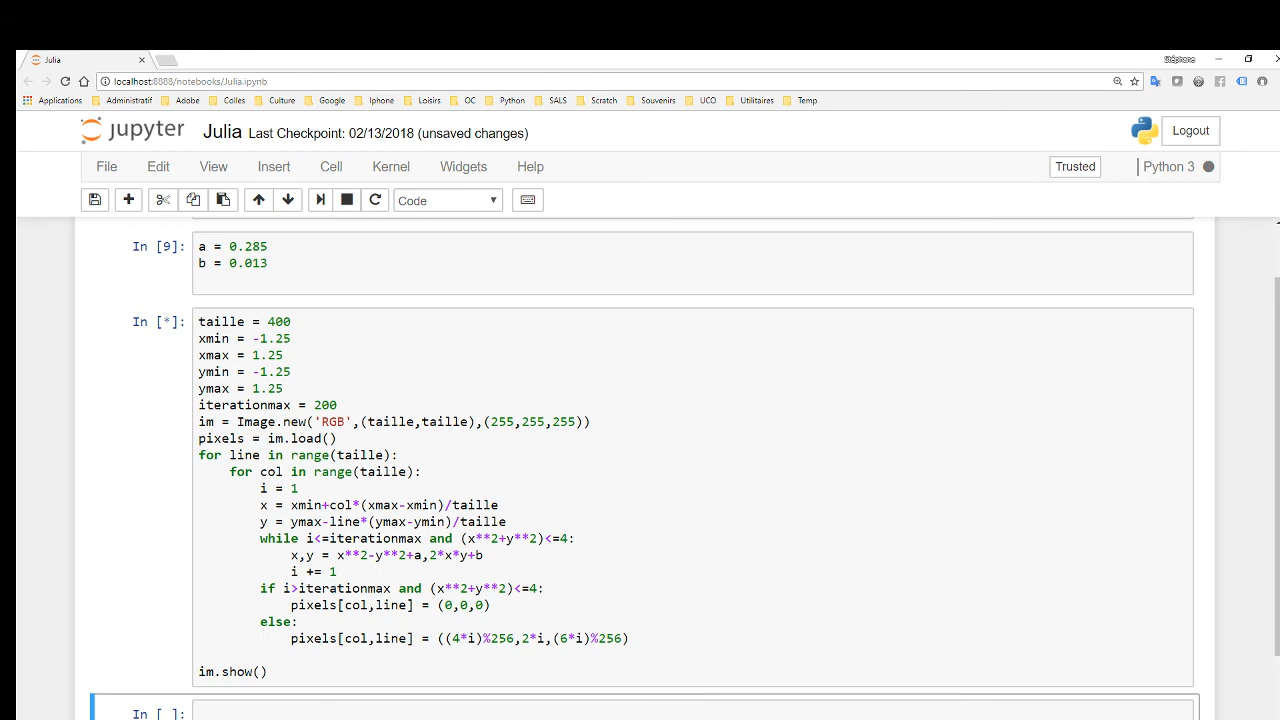 Julia
Stéphane
localhost:8888/notebooks/Julia.ipynb
Applications Administratif Adobe Colles Culture Google Iphone Loisirs OC Python SALS Scratch Souvenirs UCO Utilitaires Temp
jupyter Julia Last Checkpoint: 02/13/2018 (unsaved changes) Logout
File Edit View Insert Cell Kernel Widgets Help Trusted Python 3
Code
In [9]: a = 0.285
b = 0.013
In [*]: taille = 400
xmin = -1.25
xmax = 1.25
ymin = -1.25
ymax = 1.25
iterationmax = 200
im = Image.new('RGB',(taille,taille),(255,255,255))
pixels = im.load()
for line in range(taille):
    for col in range(taille):
        i = 1
        x = xmin+col*(xmax-xmin)/taille
        y = ymax-line*(ymax-ymin)/taille
        while i<=iterationmax and (x**2+y**2)<=4:
            x,y = x**2-y**2+a,2*x*y+b
            i += 1
        if i>iterationmax and (x**2+y**2)<=4:
            pixels[col,line] = (0,0,0)
        else:
            pixels[col,line] = ((4*i)%256,2*i,(6*i)%256)
im.show()
In [ ]: